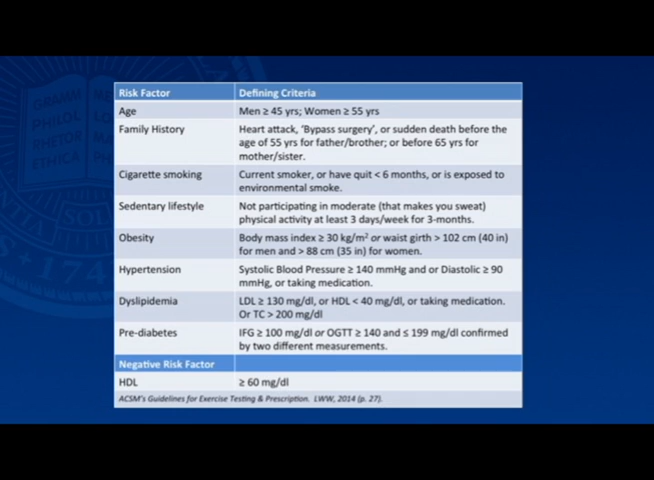 Risk Factor Defining Criteria
Age Men ≥ 45 yrs; Women ≥ 55 yrs
Family History Heart attack, 'Bypass surgery', or sudden death before the
age of 55 yrs for father/brother; or before 65 yrs for
mother/sister.
Cigarette smoking Current smoker, or have quit < 6 months, or is exposed to
environmental smoke.
Sedentary lifestyle Not participating in moderate (that makes you sweat)
physical activity at least 3 days/week for 3-months.
Obesity Body mass index ≥ 30 kg/m² or waist girth > 102 cm (40 in)
for men and > 88 cm (35 in) for women.
Hypertension Systolic Blood Pressure ≥ 140 mmHg and or Diastolic ≥ 90
mmHg, or taking medication.
Dyslipidemia LDL ≥ 130 mg/dl, or HDL < 40 mg/dl, or taking medication.
Or TC > 200 mg/dl
Pre-diabetes IFG ≥ 100 mg/dl or OGTT ≥ 140 and ≤ 199 mg/dl confirmed
by two different measurements.
Negative Risk Factor
HDL ≥ 60 mg/dl
ACSM's Guidelines for Exercise Testing & Prescription. LWW, 2014 (p. 27).
GRAMM
PHILOL
RHETOR
ETHICA